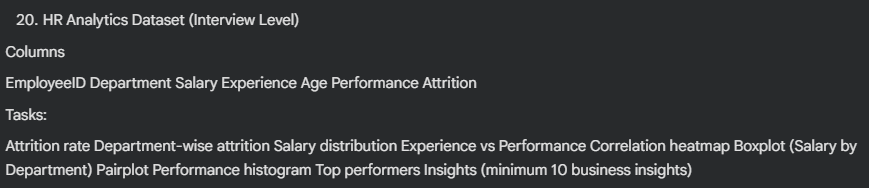 20. HR Analytics Dataset (Interview Level)
Columns
EmployeeID Department Salary Experience Age Performance Attrition
Tasks:
Attrition rate Department-wise attrition Salary distribution Experience vs Performance Correlation heatmap Boxplot (Salary by
Department) Pairplot Performance histogram Top performers Insights (minimum 10 business insights)